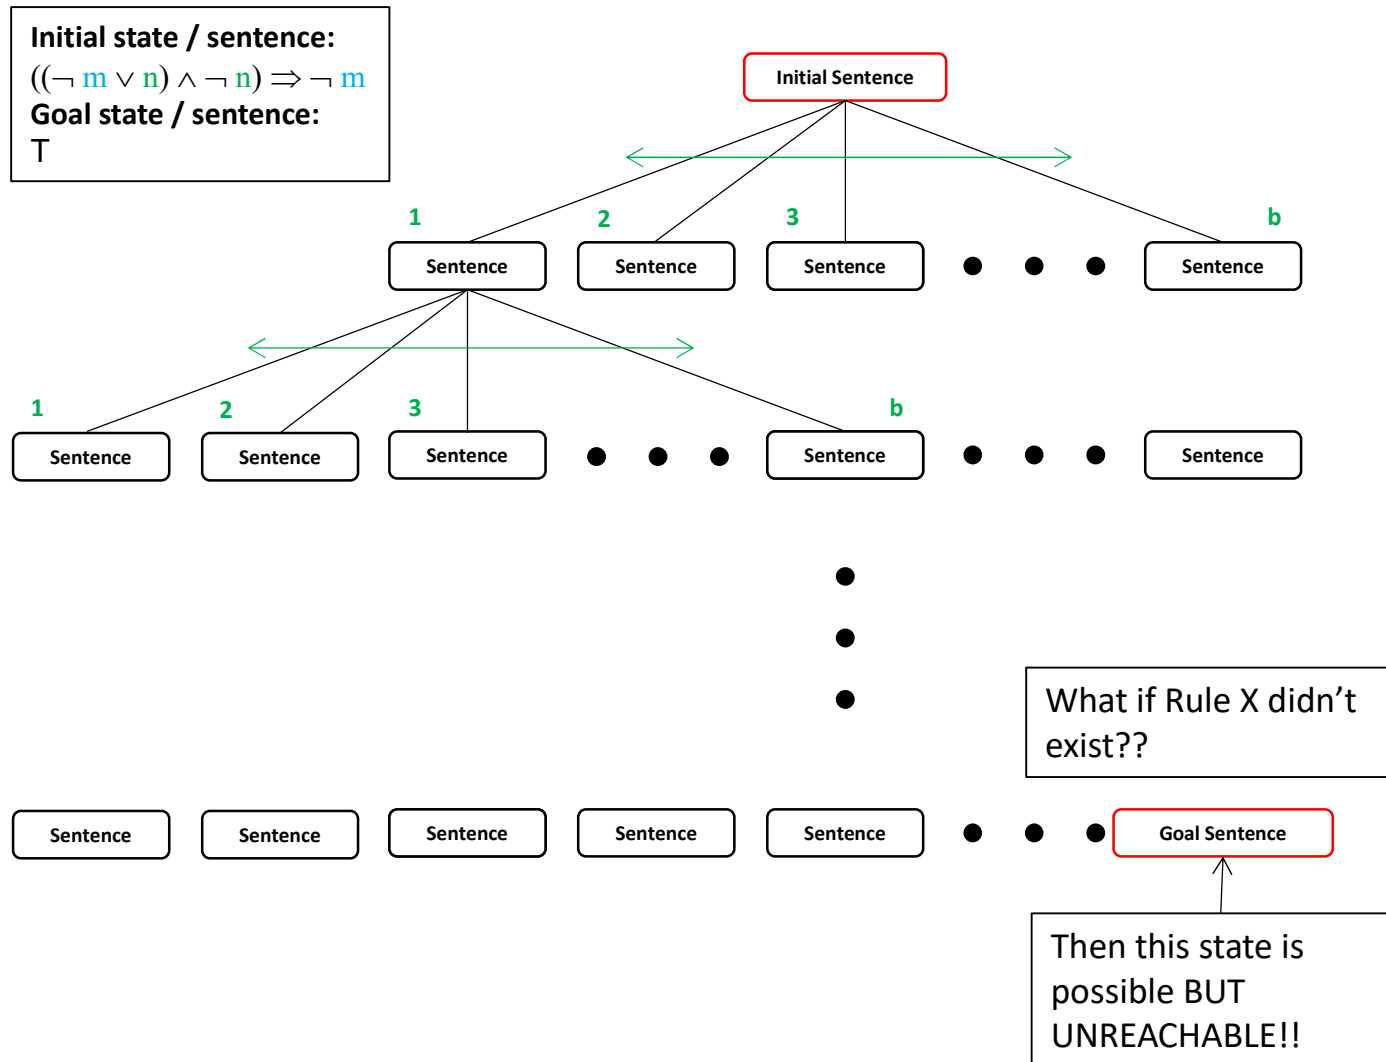 Initial state / sentence:
((¬ m ∨ n) ∧ ¬ n) ⇒ ¬ m
Goal state / sentence:
T
Initial Sentence
1
2
3
b
Sentence
Sentence
Sentence
Sentence
1
2
3
b
Sentence
Sentence
Sentence
Sentence
Sentence
What if Rule X didn’t
exist??
Sentence
Sentence
Sentence
Sentence
Sentence
Goal Sentence
Then this state is
possible BUT
UNREACHABLE!!